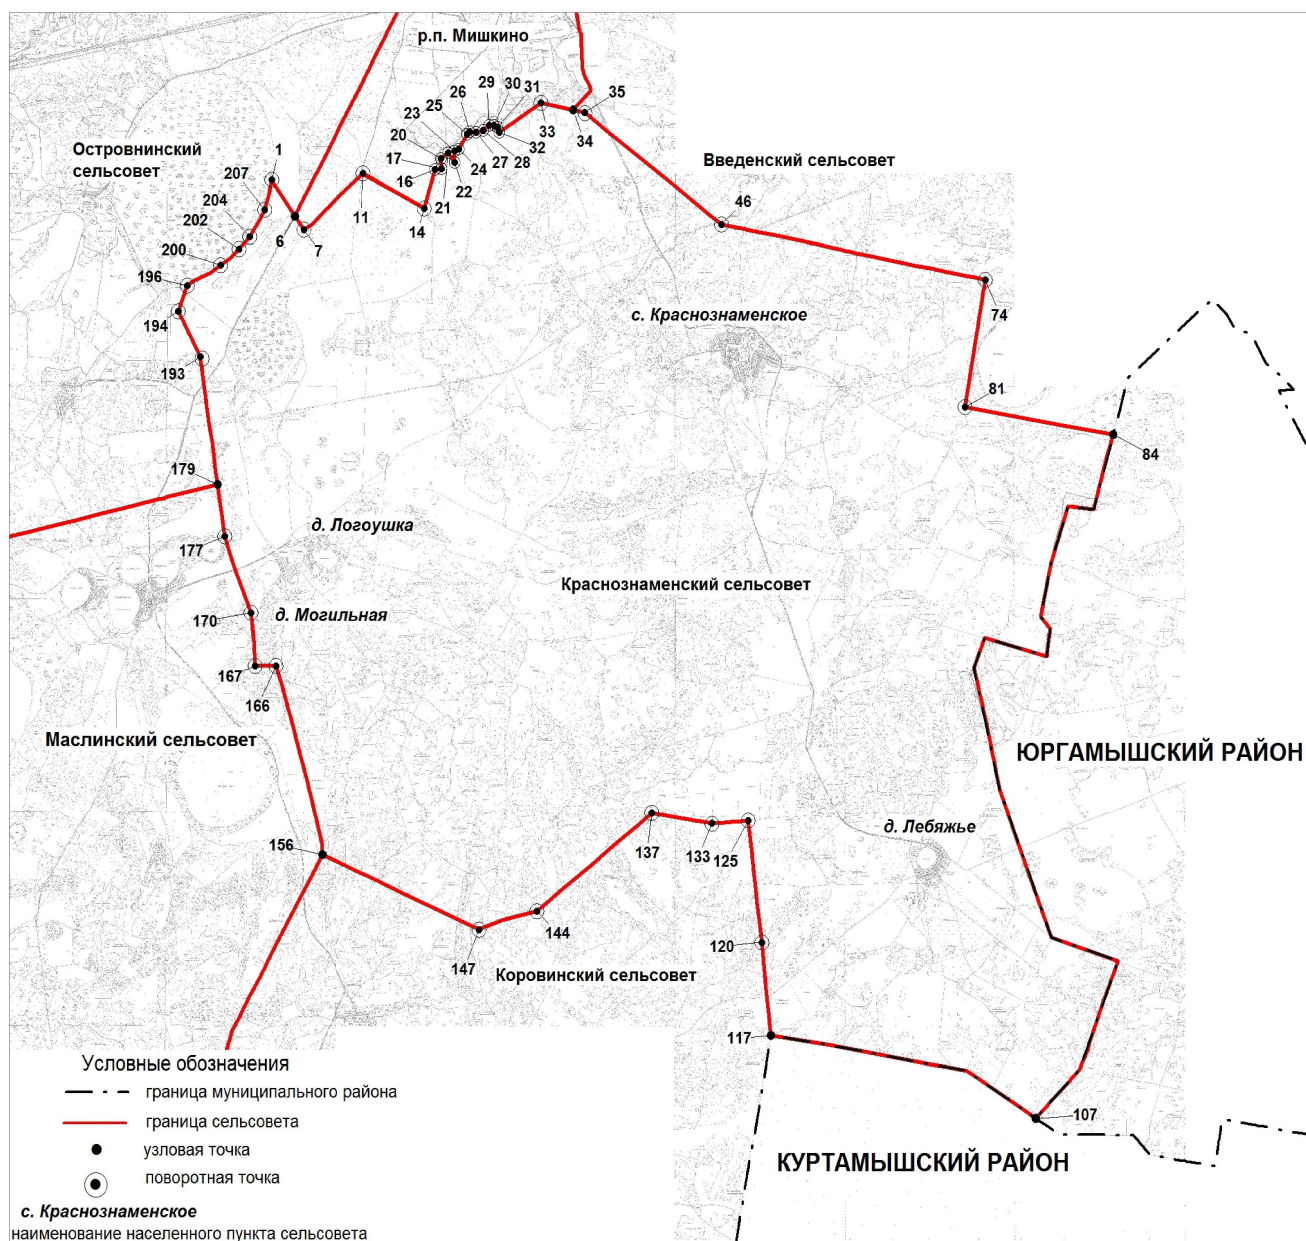 р.п. Мишкино
29
30
31
26
25
35
23
33
Островнинский
сельсовет
1
20
32
34
207
17
24
27
28
Введенский сельсовет
16
22
204
21
46
202
14
11
6
7
200
196
74
194
с. Краснознаменское
193
81
84
179
д. Логоушка
177
Краснознаменский сельсовет
170
д. Могильная
167
166
Маслинский сельсовет
ЮРГАМЫШСКИЙ РАЙОН
д. Лебяжье
137
133
125
156
144
147
120
Коровинский сельсовет
117
107
КУРТАМЫШСКИЙ РАЙОН
Условные обозначения
граница муниципального района
граница сельсовета
узловая точка
поворотная точка
с. Краснознаменское
наименование населенного пункта сельсовета